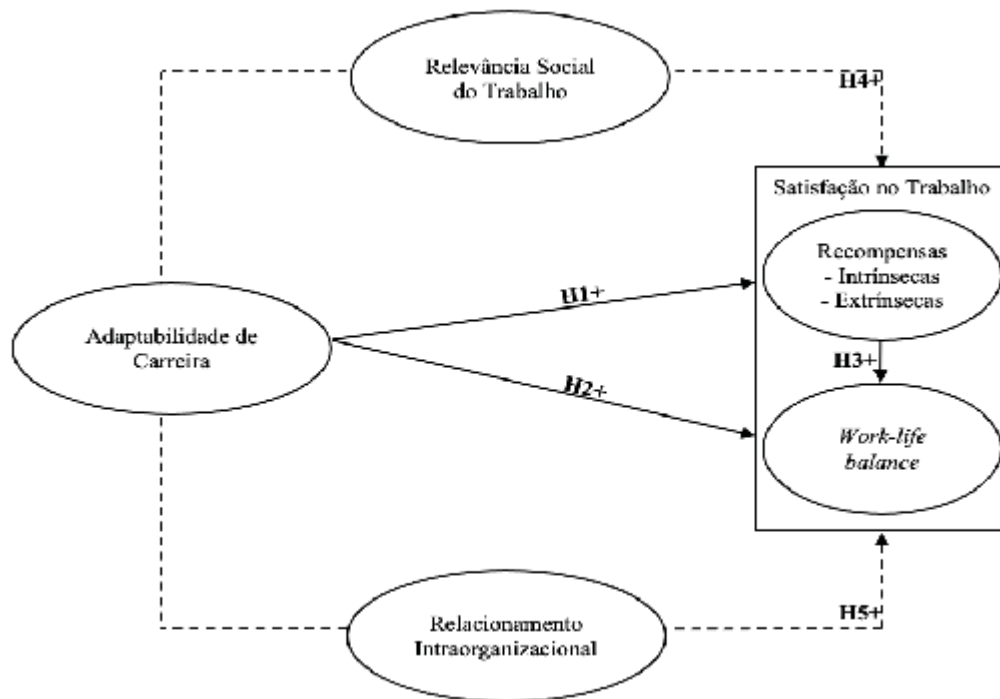 Relevância Social
do Trabalho
H4+
Satisfação no Trabalho
Recompensas
- Intrínsecas
- Extrínsecas
H1+
Adaptabilidade de
Carreira
H3+
H2+
Work-life
balance
Relacionamento
Intraorganizacional
H5+